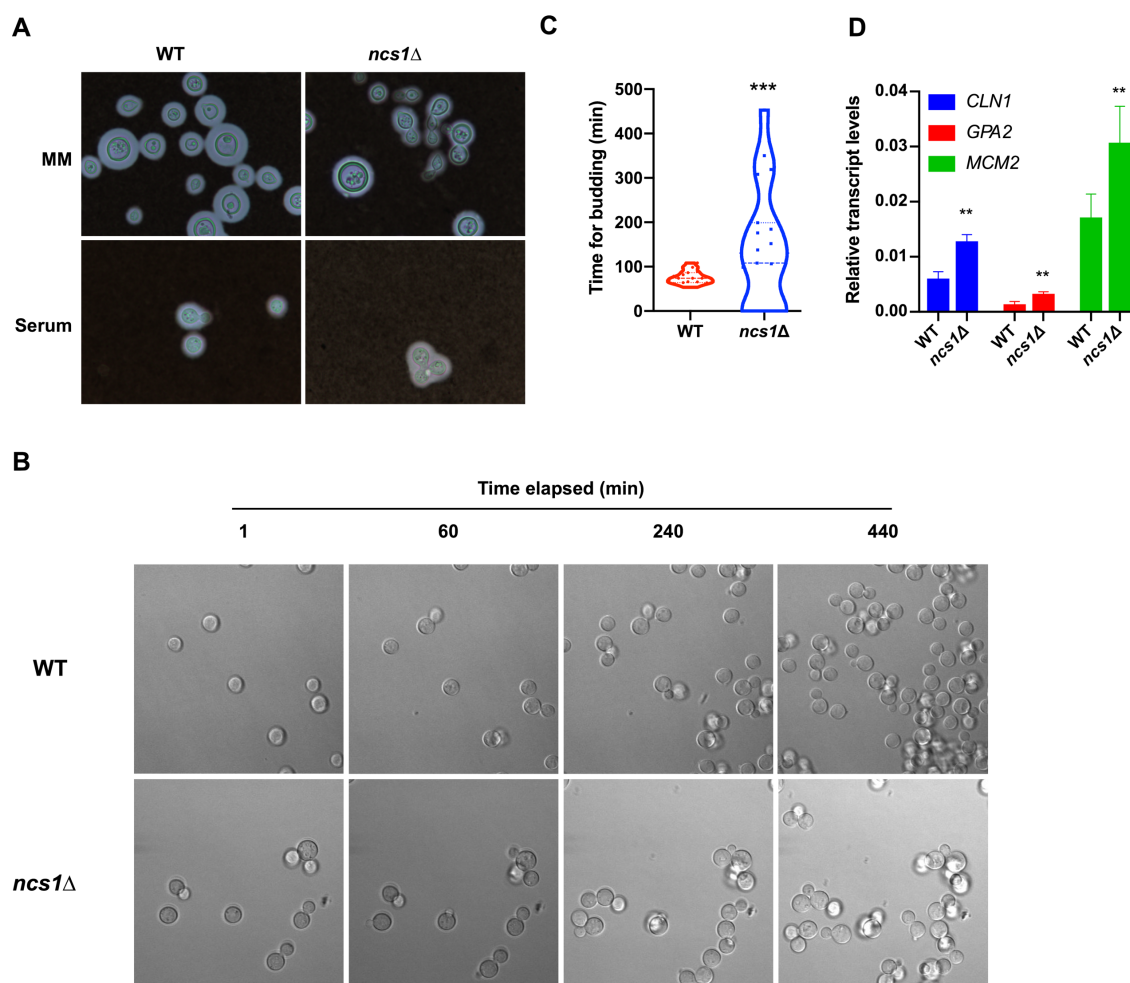 A
WT
ncs1Δ
MM
Serum
C
Time for budding (min)
500
400
300
200
100
0
***
WT
ncs1Δ
D
Relative transcript levels
0.04
0.03
0.02
0.01
0.00
CLN1
GPA2
MCM2
**
**
**
WT
ncs1Δ
WT
ncs1Δ
WT
ncs1Δ
B
Time elapsed (min)
1 60 240 440
WT
ncs1Δ